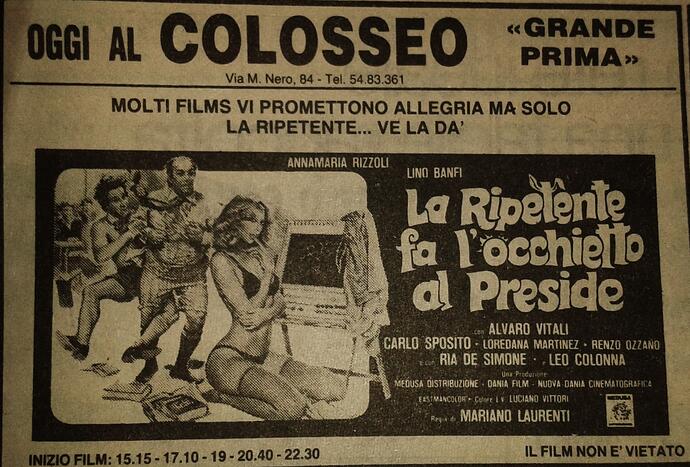 OGGI AL COLOSSEO «GRANDE PRIMA»
Via M. Nero, 84 - Tel. 54.83.361
MOLTI FILMS VI PROMETTONO ALLEGRIA MA SOLO
LA RIPETENTE... VE LA DA'
ANNAMARIA RIZZOLI LINO BANFI
La Ripetente
fa l'occhietto
al Preside
con ALVARO VITALI
CARLO SPOSITO - LOREDANA MARTINEZ - RENZO OZZANO
e con RIA DE SIMONE - LEO COLONNA
Una Produzione
MEDUSA DISTRIBUZIONE - DANIA FILM - NUOVA DANIA CINEMATOGRAFICA
EASTMANCOLOR - Colore L.V. LUCIANO VITTORI
MEDUSA
Regia di MARIANO LAURENTI
INIZIO FILM: 15.15 - 17.10 - 19 - 20.40 - 22.30 IL FILM NON E' VIETATO